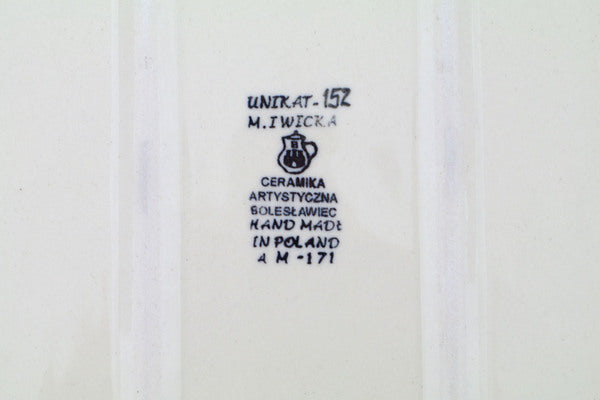 UNIKAT-152
M.IWICKA
B
CERAMIKA
ARTYSTYCZNA
BOLESŁAWIEC
HAND MADE
IN POLAND
A M -171